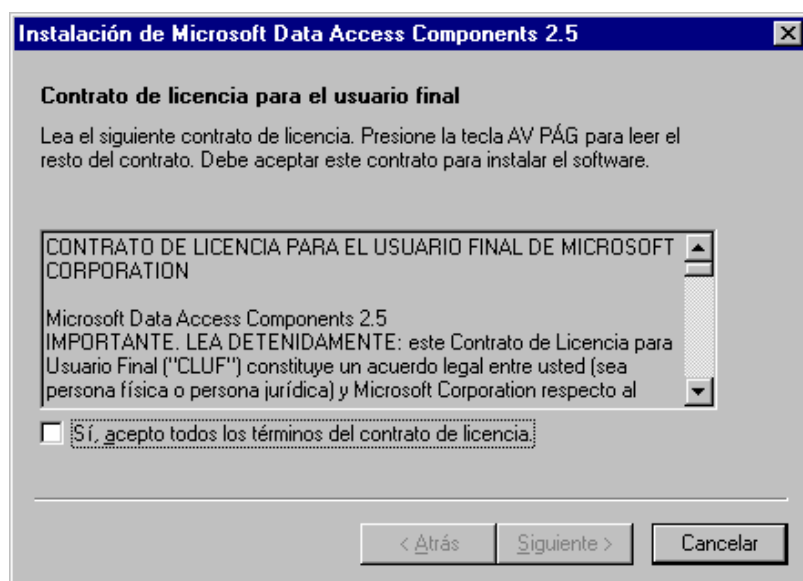 Instalación de Microsoft Data Access Components 2.5
Contrato de licencia para el usuario final
Lea el siguiente contrato de licencia. Presione la tecla AV PÁG para leer el
resto del contrato. Debe aceptar este contrato para instalar el software.
CONTRATO DE LICENCIA PARA EL USUARIO FINAL DE MICROSOFT
CORPORATION
Microsoft Data Access Components 2.5
IMPORTANTE. LEA DETENIDAMENTE: este Contrato de Licencia para
Usuario Final ("CLUF") constituye un acuerdo legal entre usted (sea
persona física o persona jurídica) y Microsoft Corporation respecto al
Sí, acepto todos los términos del contrato de licencia.
< Atrás Siguiente > Cancelar